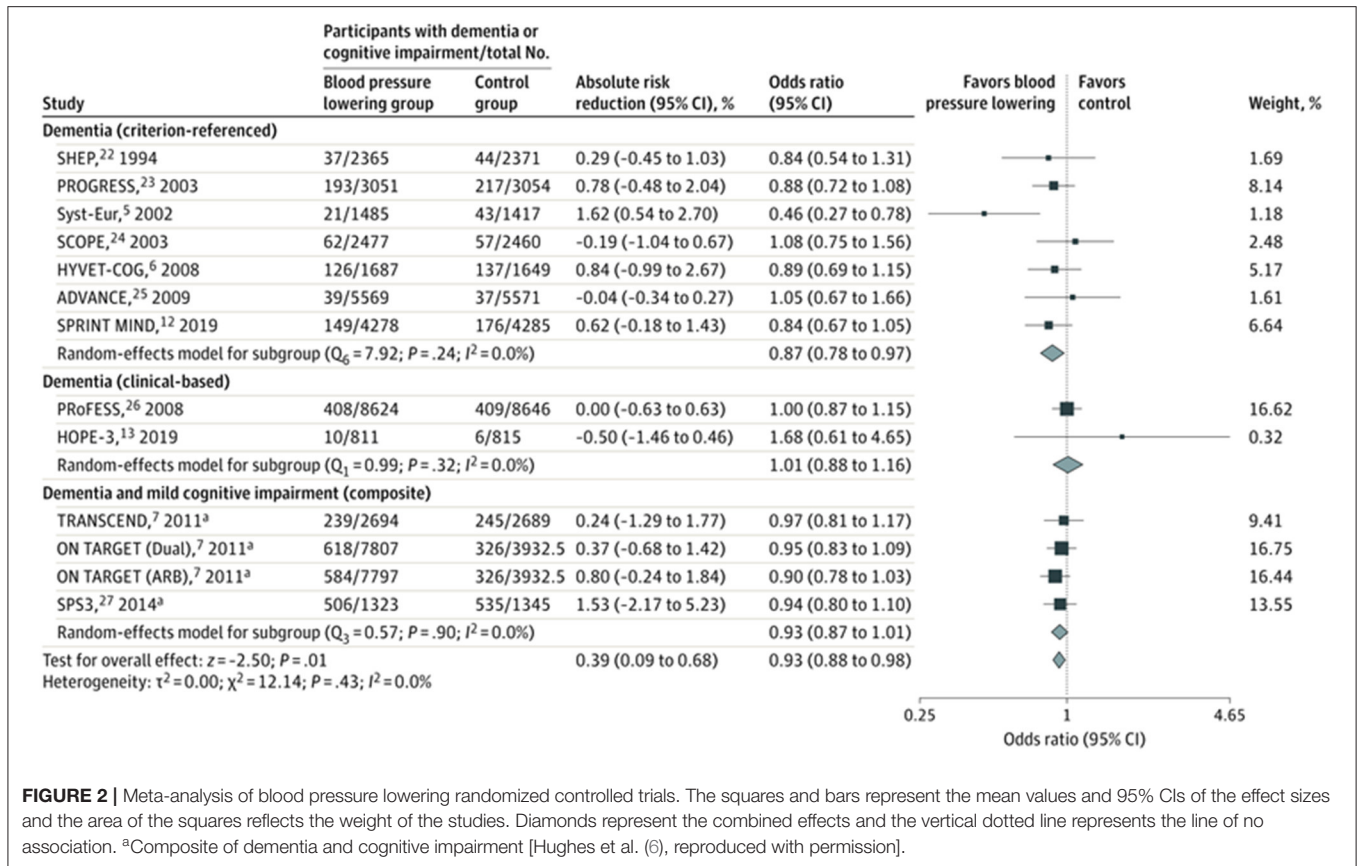 Participants with dementia or
cognitive impairment/total No.
Blood pressure Control Absolute risk Odds ratio Favors blood Favors
Study lowering group group reduction (95% CI), % (95% CI) pressure lowering control Weight, %
Dementia (criterion-referenced)
SHEP,22 1994 37/2365 44/2371 0.29 (-0.45 to 1.03) 0.84 (0.54 to 1.31) 1.69
PROGRESS,23 2003 193/3051 217/3054 0.78 (-0.48 to 2.04) 0.88 (0.72 to 1.08) 8.14
Syst-Eur,5 2002 21/1485 43/1417 1.62 (0.54 to 2.70) 0.46 (0.27 to 0.78) 1.18
SCOPE,24 2003 62/2477 57/2460 -0.19 (-1.04 to 0.67) 1.08 (0.75 to 1.56) 2.48
HYVET-COG,6 2008 126/1687 137/1649 0.84 (-0.99 to 2.67) 0.89 (0.69 to 1.15) 5.17
ADVANCE,25 2009 39/5569 37/5571 -0.04 (-0.34 to 0.27) 1.05 (0.67 to 1.66) 1.61
SPRINT MIND,12 2019 149/4278 176/4285 0.62 (-0.18 to 1.43) 0.84 (0.67 to 1.05) 6.64
Random-effects model for subgroup (Q6 = 7.92; P = .24; I2 = 0.0%) 0.87 (0.78 to 0.97)
Dementia (clinical-based)
PRoFESS,26 2008 408/8624 409/8646 0.00 (-0.63 to 0.63) 1.00 (0.87 to 1.15) 16.62
HOPE-3,13 2019 10/811 6/815 -0.50 (-1.46 to 0.46) 1.68 (0.61 to 4.65) 0.32
Random-effects model for subgroup (Q1 = 0.99; P = .32; I2 = 0.0%) 1.01 (0.88 to 1.16)
Dementia and mild cognitive impairment (composite)
TRANSCEND,7 2011a 239/2694 245/2689 0.24 (-1.29 to 1.77) 0.97 (0.81 to 1.17) 9.41
ON TARGET (Dual),7 2011a 618/7807 326/3932.5 0.37 (-0.68 to 1.42) 0.95 (0.83 to 1.09) 16.75
ON TARGET (ARB),7 2011a 584/7797 326/3932.5 0.80 (-0.24 to 1.84) 0.90 (0.78 to 1.03) 16.44
SPS3,27 2014a 506/1323 535/1345 1.53 (-2.17 to 5.23) 0.94 (0.80 to 1.10) 13.55
Random-effects model for subgroup (Q3 = 0.57; P = .90; I2 = 0.0%) 0.93 (0.87 to 1.01)
Test for overall effect: z = -2.50; P = .01 0.39 (0.09 to 0.68) 0.93 (0.88 to 0.98)
Heterogeneity: τ2 = 0.00; χ2 = 12.14; P = .43; I2 = 0.0%
0.25 1 4.65
Odds ratio (95% CI)
FIGURE 2 | Meta-analysis of blood pressure lowering randomized controlled trials. The squares and bars represent the mean values and 95% CIs of the effect sizes
and the area of the squares reflects the weight of the studies. Diamonds represent the combined effects and the vertical dotted line represents the line of no
association. aComposite of dementia and cognitive impairment [Hughes et al. (6), reproduced with permission].